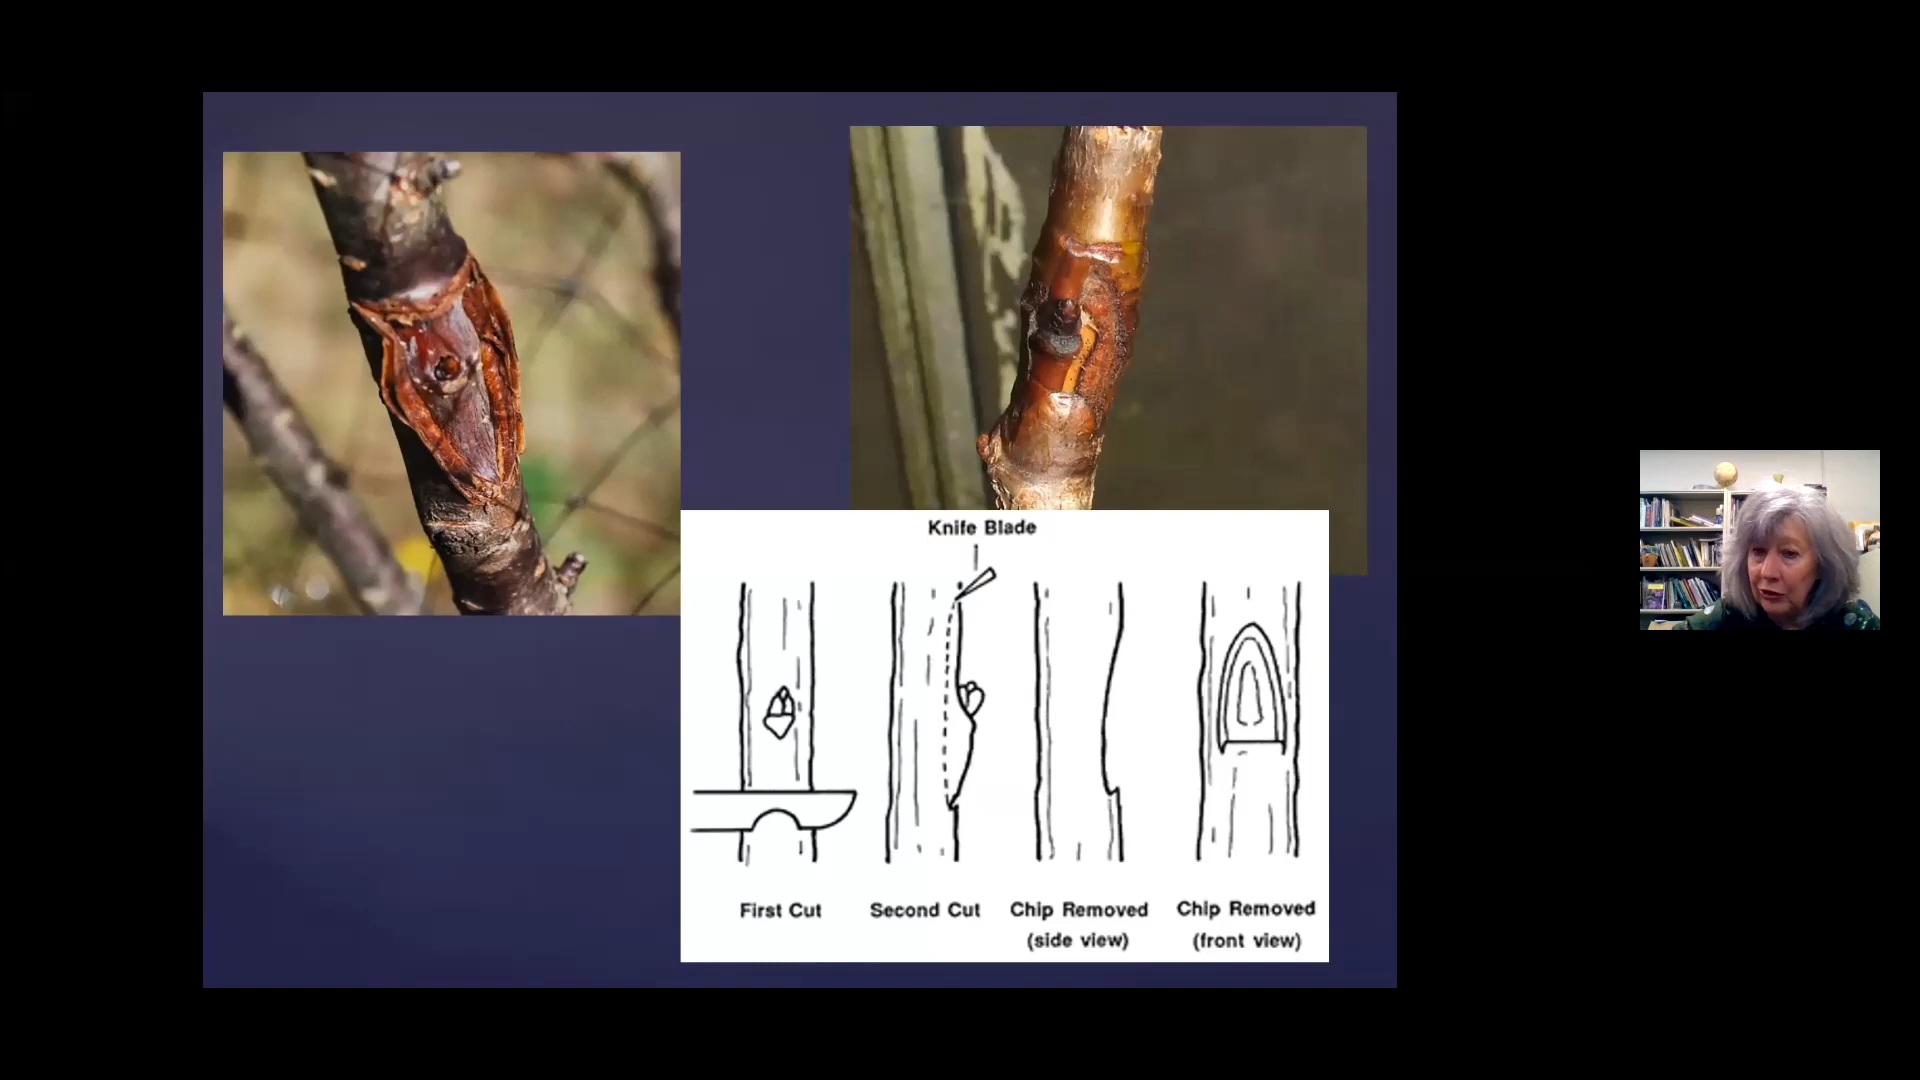 Knife Blade
First Cut
Second Cut
Chip Removed
(side view)
Chip Removed
(front view)